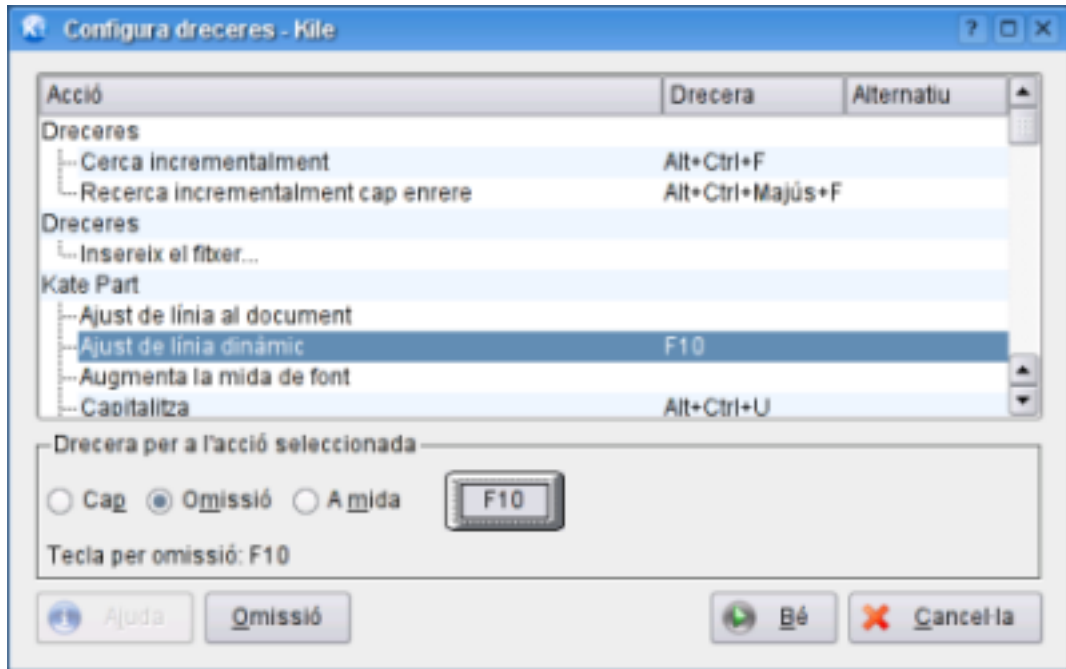 Configura dreceres - Kile
Acció Drecera Alternatiu
Dreceres
Cerca incrementalment Alt+Ctrl+F
Recerca incrementalment cap enrere Alt+Ctrl+Majús+F
Dreceres
Insereix el fitxer...
Kate Part
Ajust de línia al document
Ajust de línia dinàmic F10
Augmenta la mida de font
Capitalitza Alt+Ctrl+U
Drecera per a l'acció seleccionada
Cap Omissió A mida F10
Tecla per omissió: F10
Ajuda Omissió Bé Cancel·la